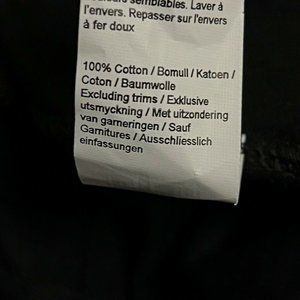 semblables. Laver à
l'envers. Repasser sur l'envers
à fer doux
100% Cotton / Bomull / Katoen /
Coton / Baumwolle
Excluding trims / Exklusive
utsmyckning / Met uitzondering
van garneringen / Sauf
Garnitures / Ausschliesslich
einfassungen